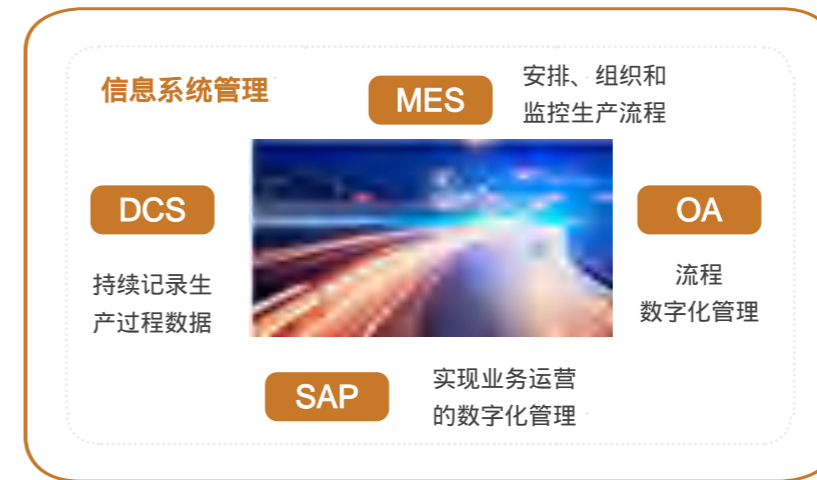 信息系统管理
MES
安排、组织和
监控生产流程
DCS
持续记录生
产过程数据
OA
流程
数字化管理
SAP
实现业务运营
的数字化管理